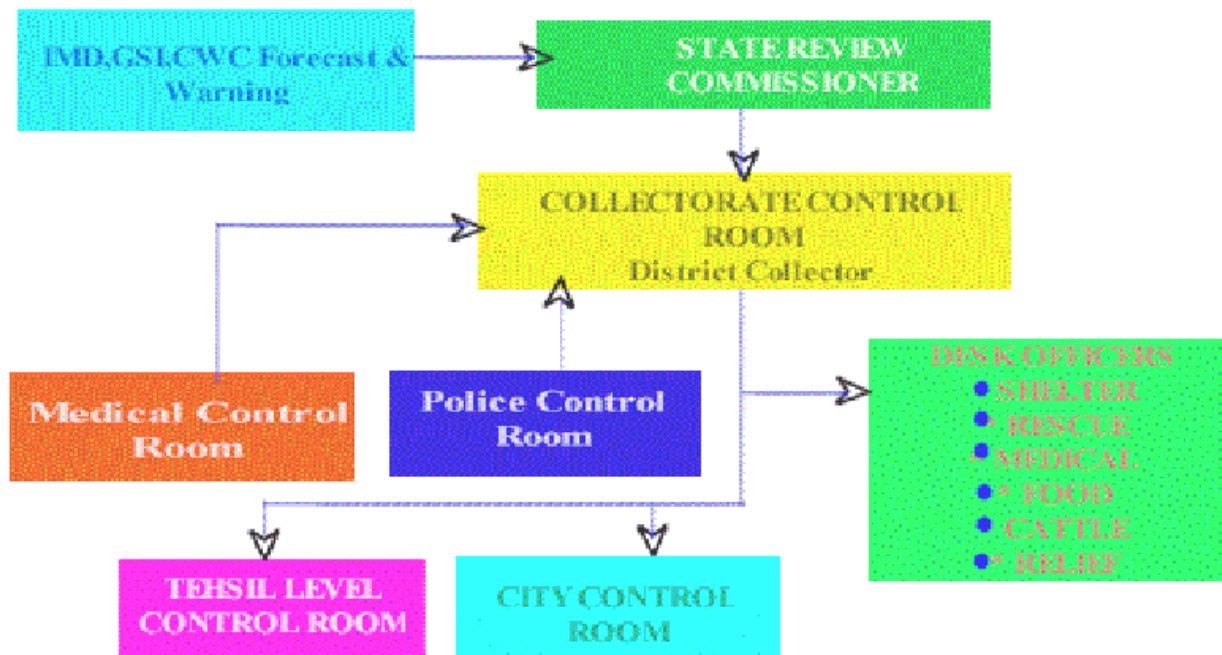 IMD,GSI,CWC Forecast &
Warning
STATE REVIEW
COMMISSIONER
COLLECTORATE CONTROL
ROOM
District Collector
Medical Control
Room
Police Control
Room
DESK OFFICERS
● SHELTER
●* RESCUE
●* MEDICAL
●* FOOD
● CATTLE
●* RELIEF
TEHSIL LEVEL
CONTROL ROOM
CITY CONTROL
ROOM